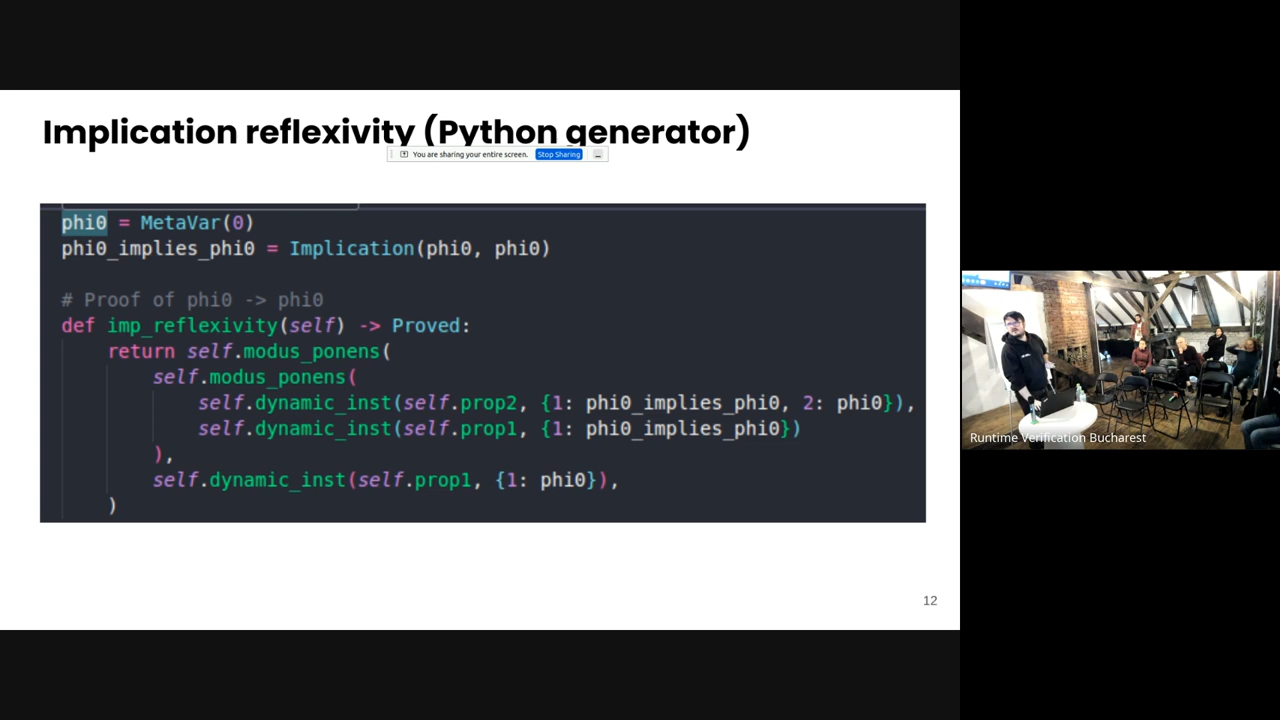 Implication reflexivity (Python generator)
You are sharing your entire screen.
Stop Sharing
phi0 = MetaVar(0)
phi0_implies_phi0 = Implication(phi0, phi0)
# Proof of phi0 -> phi0
def imp_reflexivity(self) -> Proved:
return self.modus_ponens(
self.modus_ponens(
self.dynamic_inst(self.prop2, {1: phi0_implies_phi0, 2: phi0}),
self.dynamic_inst(self.prop1, {1: phi0_implies_phi0})
),
self.dynamic_inst(self.prop1, {1: phi0}),
)
12
Runtime Verification Bucharest